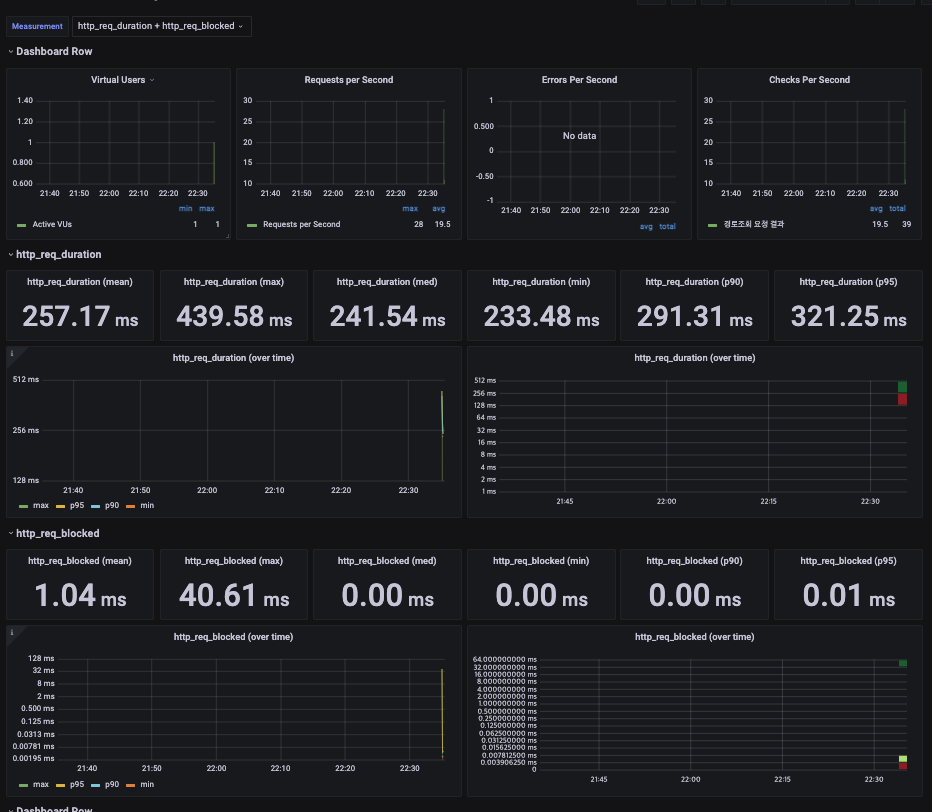 Measurement http_req_duration + http_req_blocked
Dashboard Row
Virtual Users
1.40
1.20
1
0.800
0.600
21:40 21:50 22:00 22:10 22:20 22:30
min max
Active VUs 1 1
Requests per Second
30
25
20
15
10
21:40 21:50 22:00 22:10 22:20 22:30
max avg
Requests per Second 28 19.5
Errors Per Second
1
0.500
0
-0.50
-1
No data
21:40 21:50 22:00 22:10 22:20 22:30
avg total
Checks Per Second
30
25
20
15
10
21:40 21:50 22:00 22:10 22:20 22:30
avg total
경로조회 요청 결과 19.5 39
http_req_duration
http_req_duration (mean)
257.17 ms
http_req_duration (max)
439.58 ms
http_req_duration (med)
241.54 ms
http_req_duration (min)
233.48 ms
http_req_duration (p90)
291.31 ms
http_req_duration (p95)
321.25 ms
http_req_duration (over time)
512 ms
256 ms
128 ms
21:40 21:50 22:00 22:10 22:20 22:30
max p95 p90 min
http_req_duration (over time)
512 ms
256 ms
128 ms
64 ms
32 ms
16 ms
8 ms
4 ms
2 ms
1 ms
21:45 22:00 22:15 22:30
http_req_blocked
http_req_blocked (mean)
1.04 ms
http_req_blocked (max)
40.61 ms
http_req_blocked (med)
0.00 ms
http_req_blocked (min)
0.00 ms
http_req_blocked (p90)
0.00 ms
http_req_blocked (p95)
0.01 ms
http_req_blocked (over time)
128 ms
32 ms
8 ms
2 ms
0.500 ms
0.125 ms
0.0313 ms
0.00781 ms
0.00195 ms
21:40 21:50 22:00 22:10 22:20 22:30
max p95 p90 min
http_req_blocked (over time)
64.000000000 ms
32.000000000 ms
16.000000000 ms
8.000000000 ms
4.000000000 ms
2.000000000 ms
1.000000000 ms
0.500000000 ms
0.250000000 ms
0.125000000 ms
0.062500000 ms
0.031250000 ms
0.015625000 ms
0.007812500 ms
0.003906250 ms
0
21:45 22:00 22:15 22:30
Dashboard Row